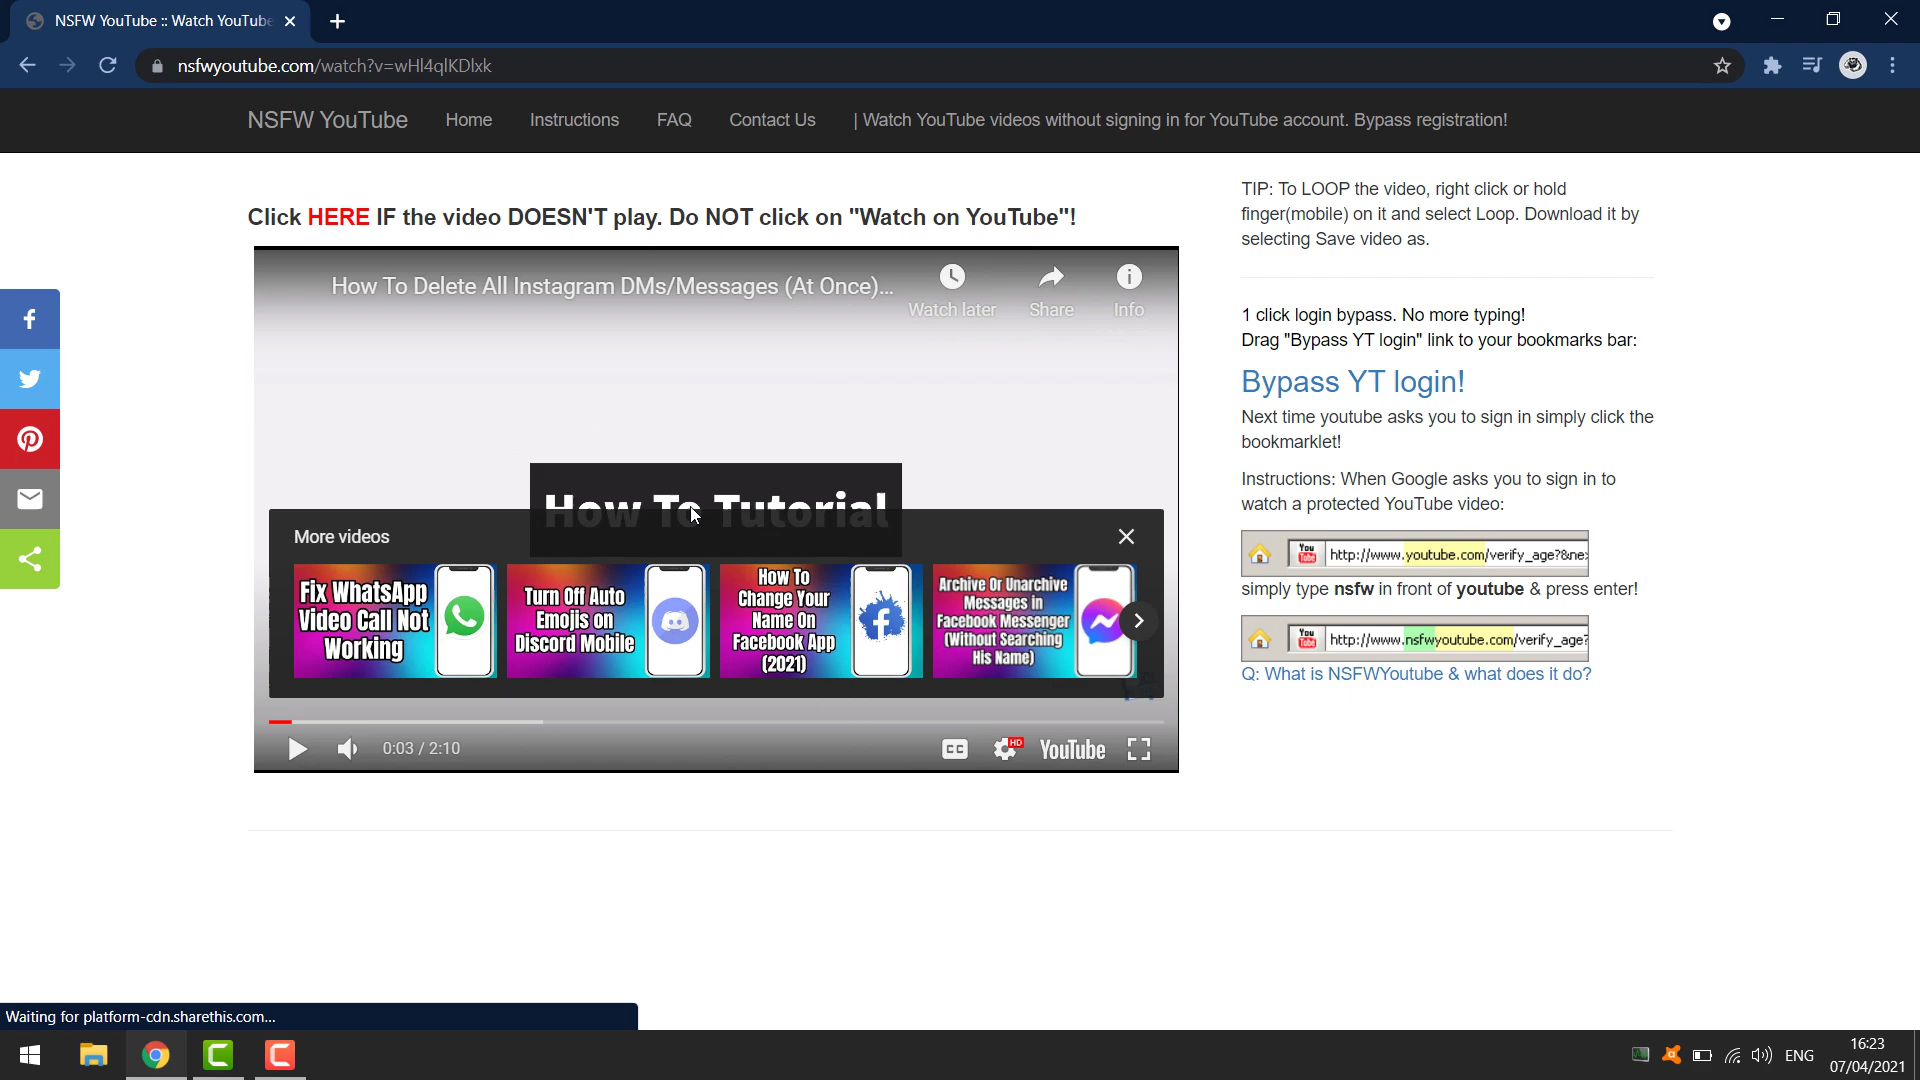 NSFW YouTube :: Watch YouTube
nsfwyoutube.com/watch?v=wHl4qlKDlxk
NSFW YouTube Home Instructions FAQ Contact Us | Watch YouTube videos without signing in for YouTube account. Bypass registration!
Click HERE IF the video DOESN'T play. Do NOT click on "Watch on YouTube"!
How To Delete All Instagram DMs/Messages (At Once)...
Watch later Share Info
How To Tutorial
More videos
Fix WhatsApp
Video Call Not
Working
Turn Off Auto
Emojis on
Discord Mobile
How To
Change Your
Name On
Facebook App
(2021)
Archive Or Unarchive
Messages in
Facebook Messenger
(Without Searching
His Name)
0:03 / 2:10
CC HD YouTube
TIP: To LOOP the video, right click or hold
finger(mobile) on it and select Loop. Download it by
selecting Save video as.
1 click login bypass. No more typing!
Drag "Bypass YT login" link to your bookmarks bar:
Bypass YT login!
Next time youtube asks you to sign in simply click the
bookmarklet!
Instructions: When Google asks you to sign in to
watch a protected YouTube video:
You Tube http://www.youtube.com/verify_age?&ne
simply type nsfw in front of youtube & press enter!
You Tube http://www.nsfwyoutube.com/verify_age?
Q: What is NSFWYoutube & what does it do?
Waiting for platform-cdn.sharethis.com...
ENG
16:23
07/04/2021